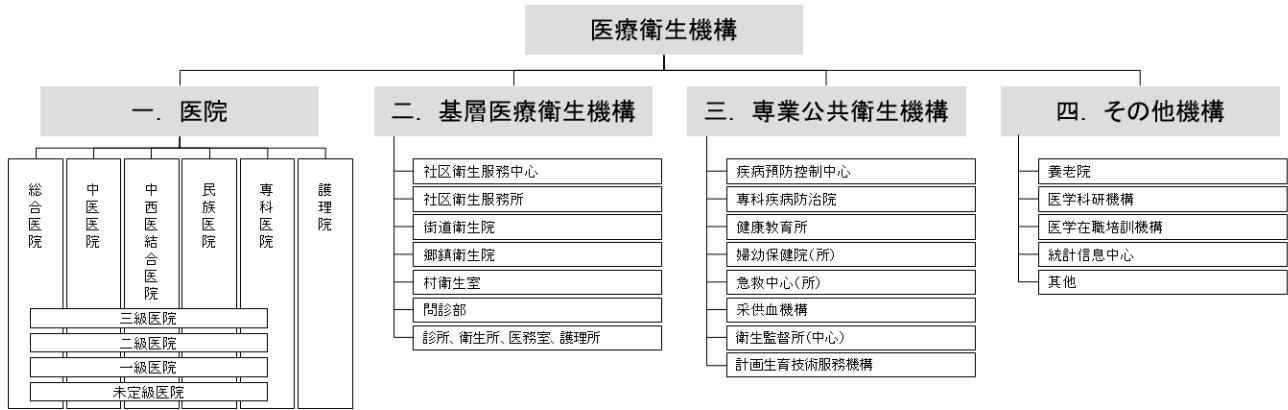 医療衛生機構
一．医院
総合医院
中医医院
中西医結合医院
民族医院
専科医院
護理院
三級医院
二級医院
一級医院
未定級医院
二．基層医療衛生機構
社区衛生服務中心
社区衛生服務所
街道衛生院
郷鎮衛生院
村衛生室
問診部
診所、衛生所、医務室、護理所
三．専業公共衛生機構
疾病預防控制中心
専科疾病防治院
健康教育所
婦幼保健院(所)
急救中心(所)
采供血機構
衛生監督所(中心)
計画生育技術服務機構
四．その他機構
養老院
医学科研機構
医学在職培訓機構
統計信息中心
其他